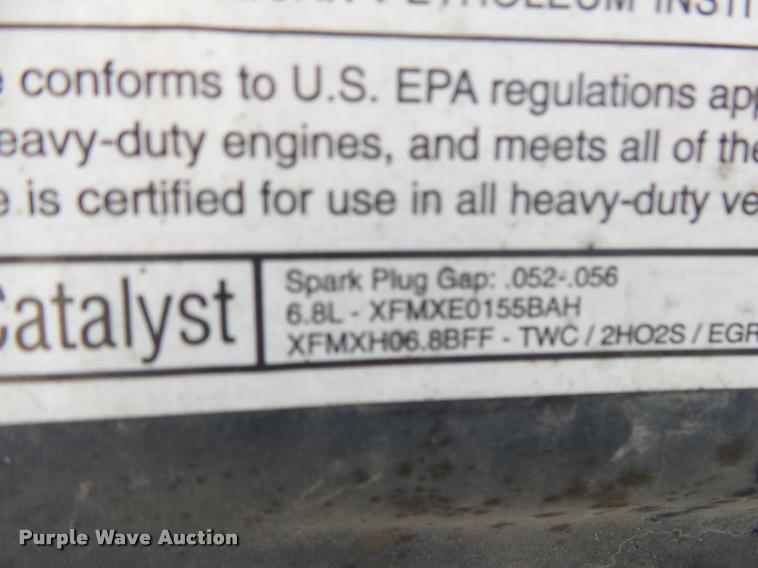 PETROLEUM INSTI
conforms to U.S. EPA regulations app
eavy-duty engines, and meets all of the
e is certified for use in all heavy-duty ve
Catalyst
Spark Plug Gap: .052-.056
6.8L - XFMXE0155BAH
XFMXH06.8BFF - TWC / 2HO2S / EGR
Purple Wave Auction